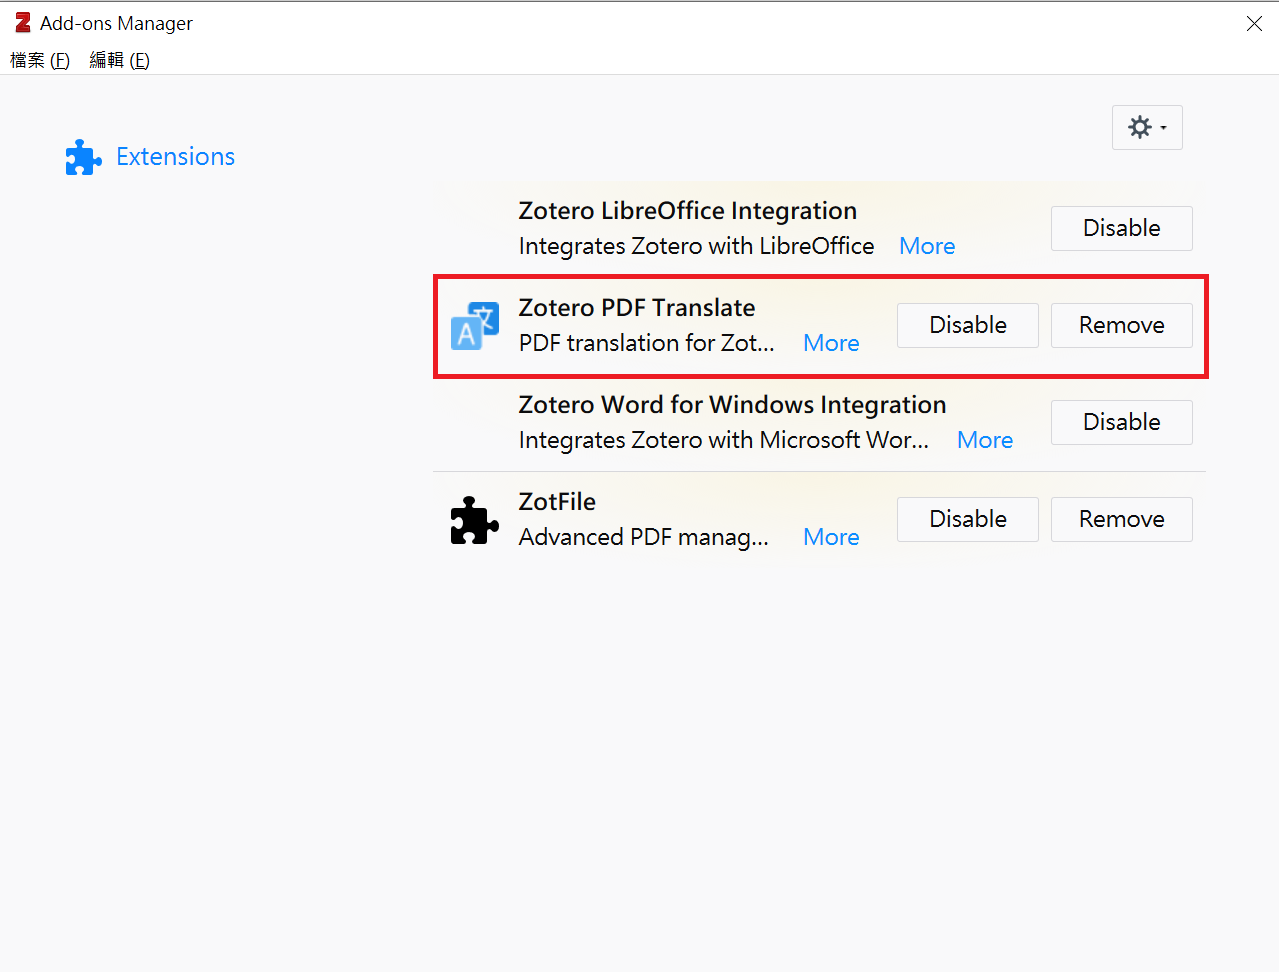 Add-ons Manager
檔案 (F) 編輯 (E)
Extensions
Zotero LibreOffice Integration
Integrates Zotero with LibreOffice More
Disable
Zotero PDF Translate
PDF translation for Zot... More
Disable Remove
Zotero Word for Windows Integration
Integrates Zotero with Microsoft Wor... More
Disable
ZotFile
Advanced PDF manag... More
Disable Remove